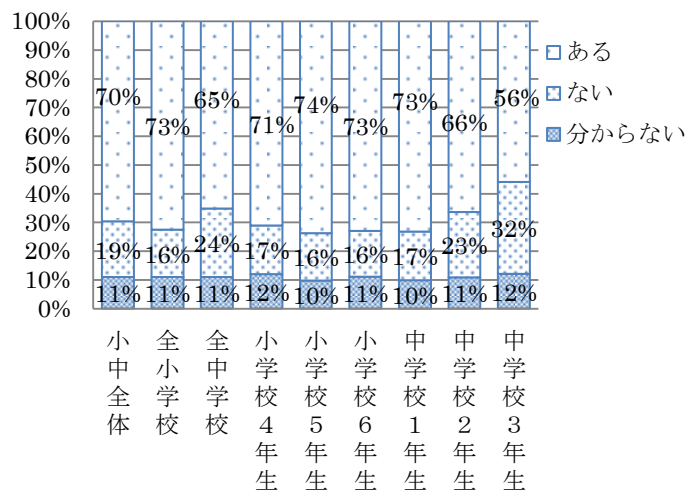 100%
90%
80%
70%
60%
50%
40%
30%
20%
10%
0%
70% 73% 65% 71% 74% 73% 73% 66% 56%
19% 16% 24% 17% 16% 16% 17% 23% 32%
11% 11% 11% 12% 10% 11% 10% 11% 12%
小中全体
全小学校
全中学校
小学校4年生
小学校5年生
小学校6年生
中学校1年生
中学校2年生
中学校3年生
ある
ない
分からない